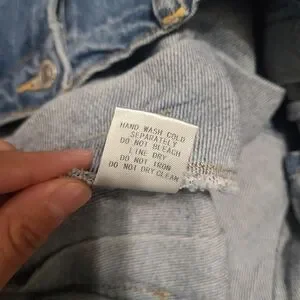 HAND WASH COLD
SEPARATELY
DO NOT BLEACH
LINE DRY
DO NOT IRON
DO NOT DRY CLEAN